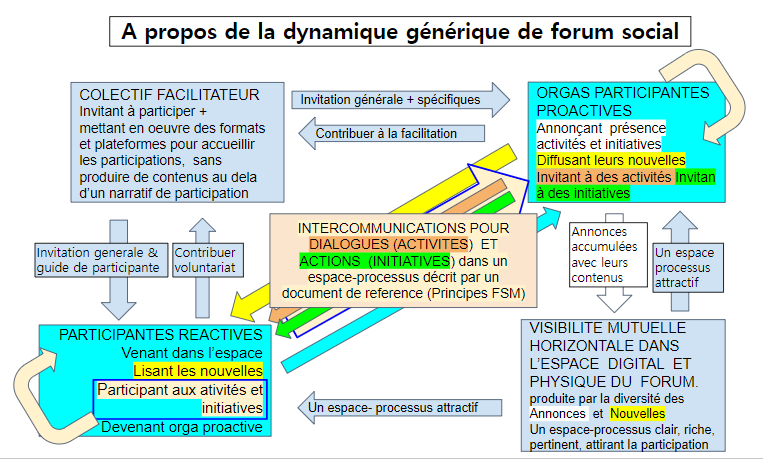 A propos de la dynamique générique de forum social
COLECTIF FACILITATEUR
Invitant à participer +
mettant en oeuvre des formats
et plateformes pour accueillir
les participations, sans
produire de contenus au dela
d'un narratif de participation
Invitation générale + spécifiques
Contribuer à la facilitation
ORGAS PARTICIPANTES
PROACTIVES
Annonçant présence
activités et initiatives
Diffusant leurs nouvelles
Invitant à des activités Invitan
à des initiatives
Invitation generale &
guide de participante
Contribuer
voluntariat
INTERCOMMUNICATIONS POUR
DIALOGUES (ACTIVITES) ET
ACTIONS (INITIATIVES) dans un
espace-processus décrit par un
document de reference (Principes FSM)
Annonces
accumulées
avec leurs
contenus
Un espace
processus
attractif
PARTICIPANTES REACTIVES
Venant dans l'espace
Lisant les nouvelles
Participant aux ativités et
initiatives
Devenant orga proactive
Un espace- processus attractif
VISIBILITE MUTUELLE
HORIZONTALE DANS
L'ESPACE DIGITAL ET
PHYSIQUE DU FORUM.
produite par la diversité des
Annonces et Nouvelles
Un espace-processus clair, riche,
pertinent, attirant la participation